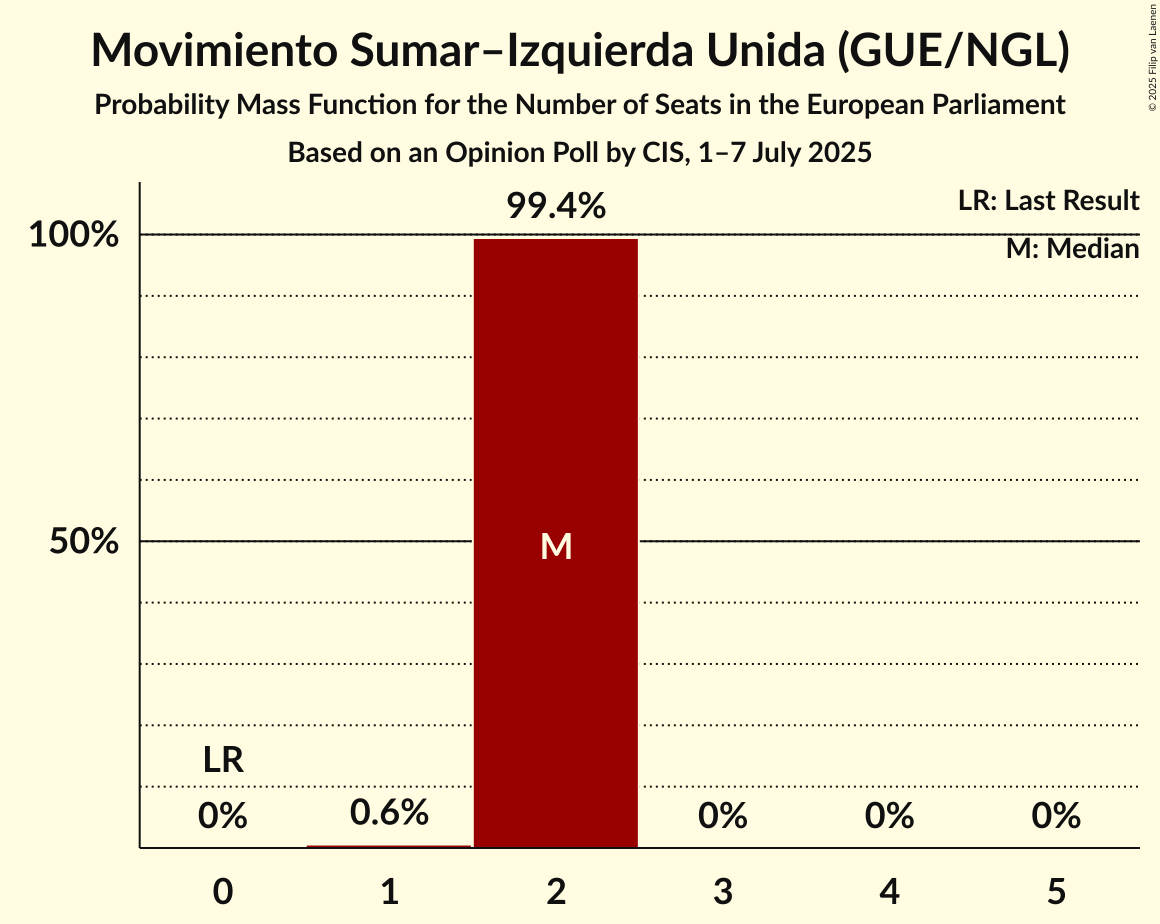 Movimiento Sumar–Izquierda Unida (GUE/NGL)
Probability Mass Function for the Number of Seats in the European Parliament
Based on an Opinion Poll by CIS, 1–7 July 2025
© 2025 Filip van Laenen
LR: Last Result
M: Median
99.4%
100%
50%
M
LR
0%
0.6%
0%
0%
0%
0
1
2
3
4
5